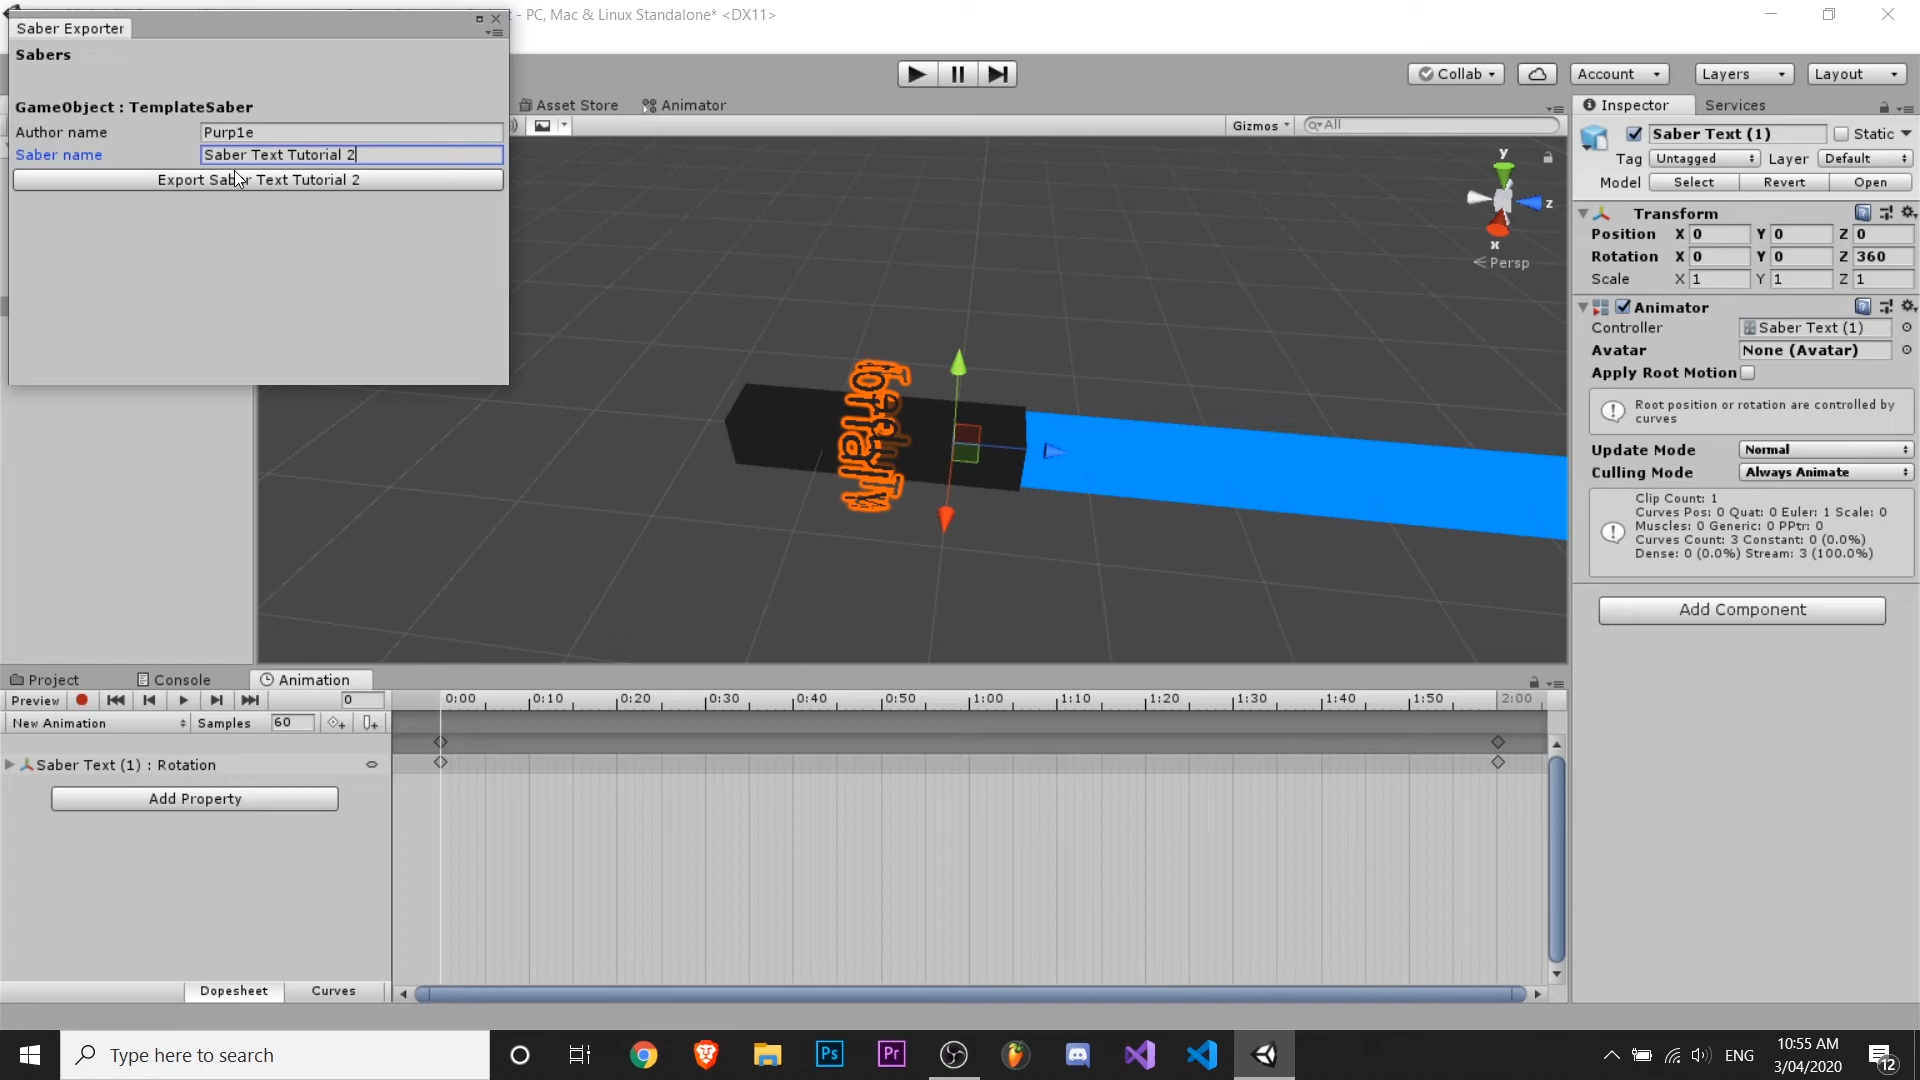 Saber Exporter
- PC, Mac & Linux Standalone* <DX11>
Sabers
GameObject : TemplateSaber
Author name Purp1e
Saber name Saber Text Tutorial 2
Export Saber Text Tutorial 2
Collab
Account
Layers
Layout
Asset Store
Animator
Gizmos
All
y
z
x
Persp
Inspector
Services
Saber Text (1)
Static
Tag Untagged
Layer Default
Model Select Revert Open
Transform
Position X 0 Y 0 Z 0
Rotation X 0 Y 0 Z 360
Scale X 1 Y 1 Z 1
Animator
Controller Saber Text (1)
Avatar None (Avatar)
Apply Root Motion
Root position or rotation are controlled by
curves
Update Mode Normal
Culling Mode Always Animate
Clip Count: 1
Curves Pos: 0 Quat: 0 Euler: 1 Scale: 0
Muscles: 0 Generic: 0 PPtr: 0
Curves Count: 3 Constant: 0 (0.0%)
Dense: 0 (0.0%) Stream: 3 (100.0%)
Add Component
Project
Console
Animation
Preview
0
0:00 0:10 0:20 0:30 0:40 0:50 1:00 1:10 1:20 1:30 1:40 1:50 2:00
New Animation
Samples 60
Saber Text (1) : Rotation
Add Property
Dopesheet
Curves
Type here to search
Ps
Pr
ENG
10:55 AM
3/04/2020
12